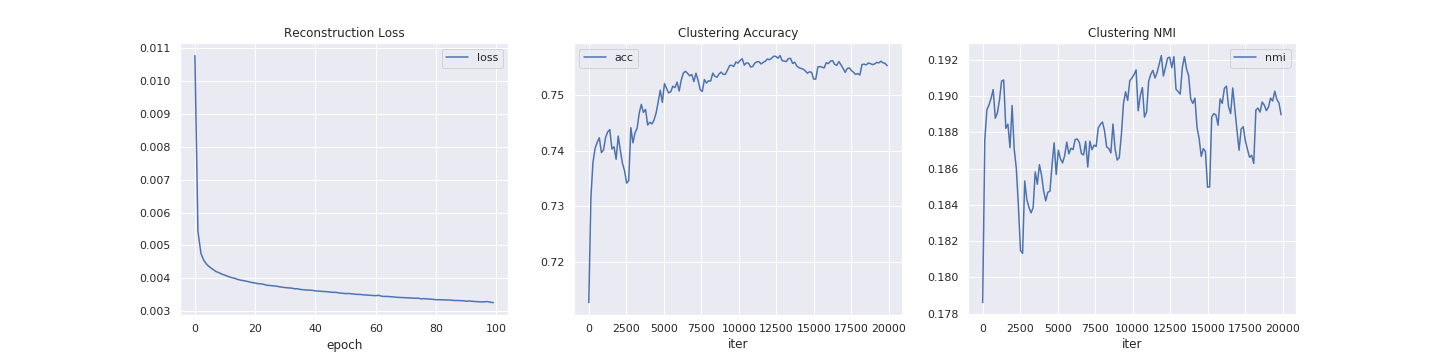 Reconstruction Loss
loss
0.011
0.010
0.009
0.008
0.007
0.006
0.005
0.004
0.003
0 20 40 60 80 100
epoch
Clustering Accuracy
acc
0.75
0.74
0.73
0.72
0 2500 5000 7500 10000 12500 15000 17500 20000
iter
Clustering NMI
nmi
0.192
0.190
0.188
0.186
0.184
0.182
0.180
0.178
0 2500 5000 7500 10000 12500 15000 17500 20000
iter